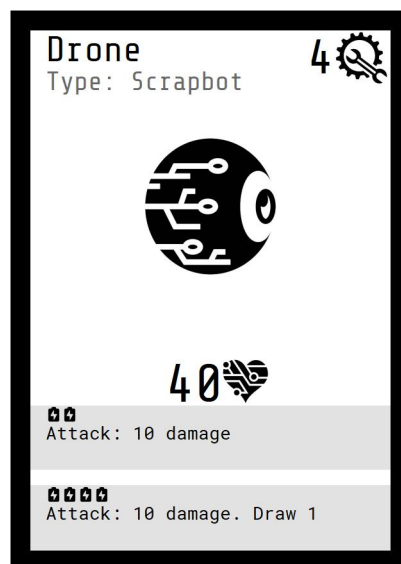 Drone
4
Type: Scrapbot
40
Attack: 10 damage
Attack: 10 damage. Draw 1